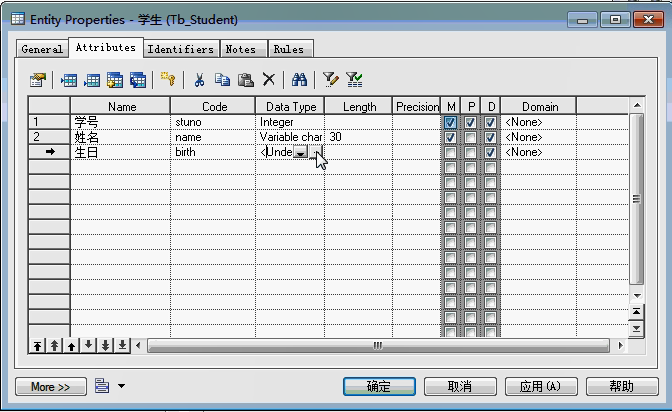 Entity Properties - 学生 (Tb_Student)
General Attributes Identifiers Notes Rules
Name Code Data Type Length Precision M P D Domain
1 学号 stuno Integer <None>
2 姓名 name Variable char 30 <None>
生日 birth <Unde ... <None>
More >> 确定 取消 应用(A) 帮助